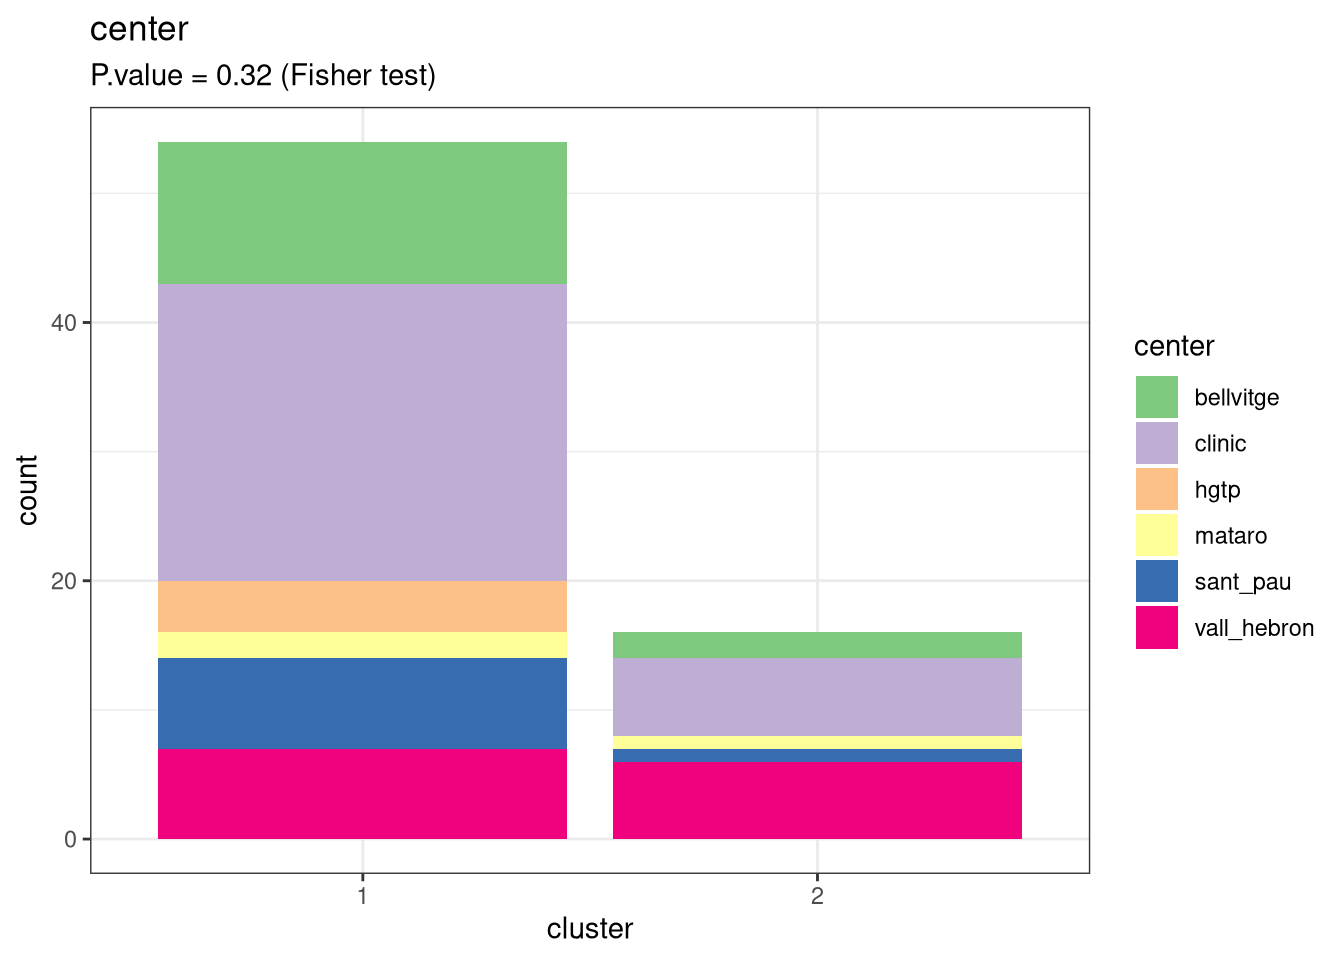 center
P.value = 0.32 (Fisher test)
count
40
20
0
1
2
cluster
center
bellvitge
clinic
hgtp
mataro
sant_pau
vall_hebron